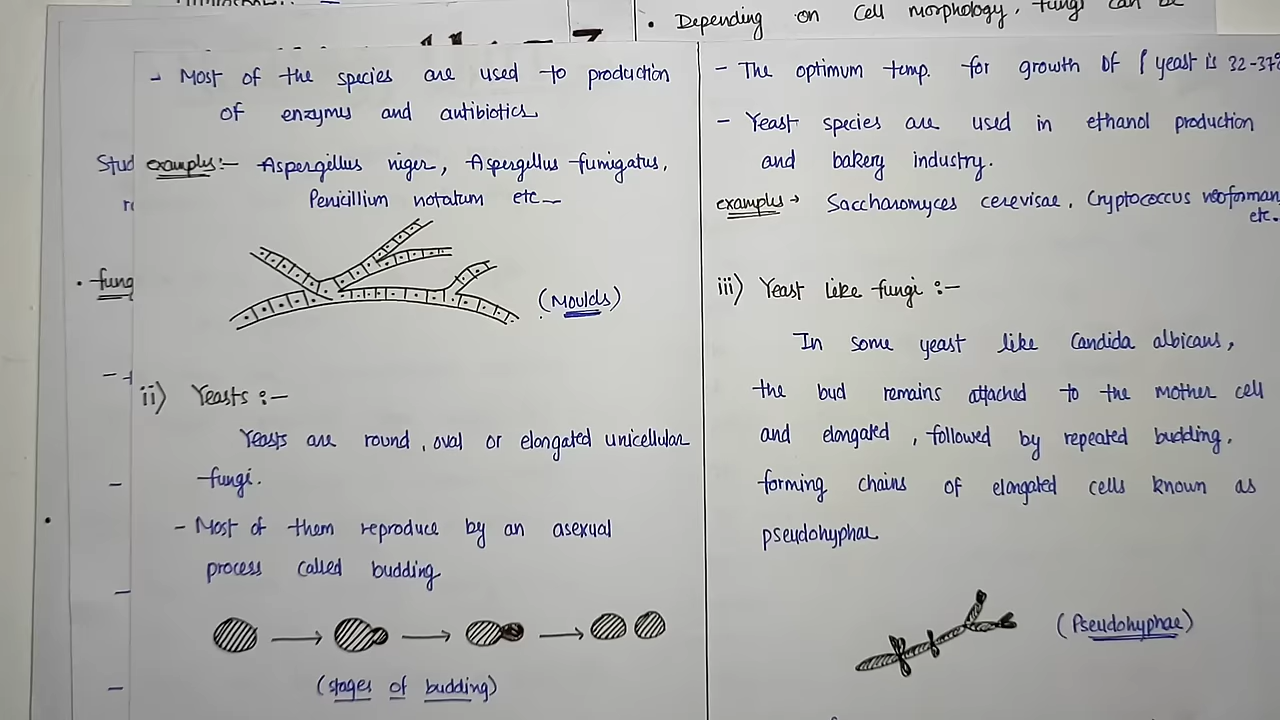 • Depending on cell morphology, fungi can be
- Most of the species are used to production
of enzymes and antibiotics
examples:- Aspergillus niger, Aspergillus fumigatus,
Penicillium notatum etc—
(Moulds)
ii) Yeasts :-
Yeasts are round, oval or elongated unicellular
fungi.
- Most of them reproduce by an asexual
process called budding
(stages of budding)
- The optimum temp. for growth of yeast is 32-37°
- Yeast species are used in ethanol production
and bakery industry.
examples → Saccharomyces cerevisae, Cryptococcus neoforman
etc.
iii) Yeast like fungi :-
In some yeast like Candida albicans,
the bud remains attached to the mother cell
and elongated, followed by repeated budding,
forming chains of elongated cells known as
pseudohyphae
(Pseudohyphae)
Stud
fung